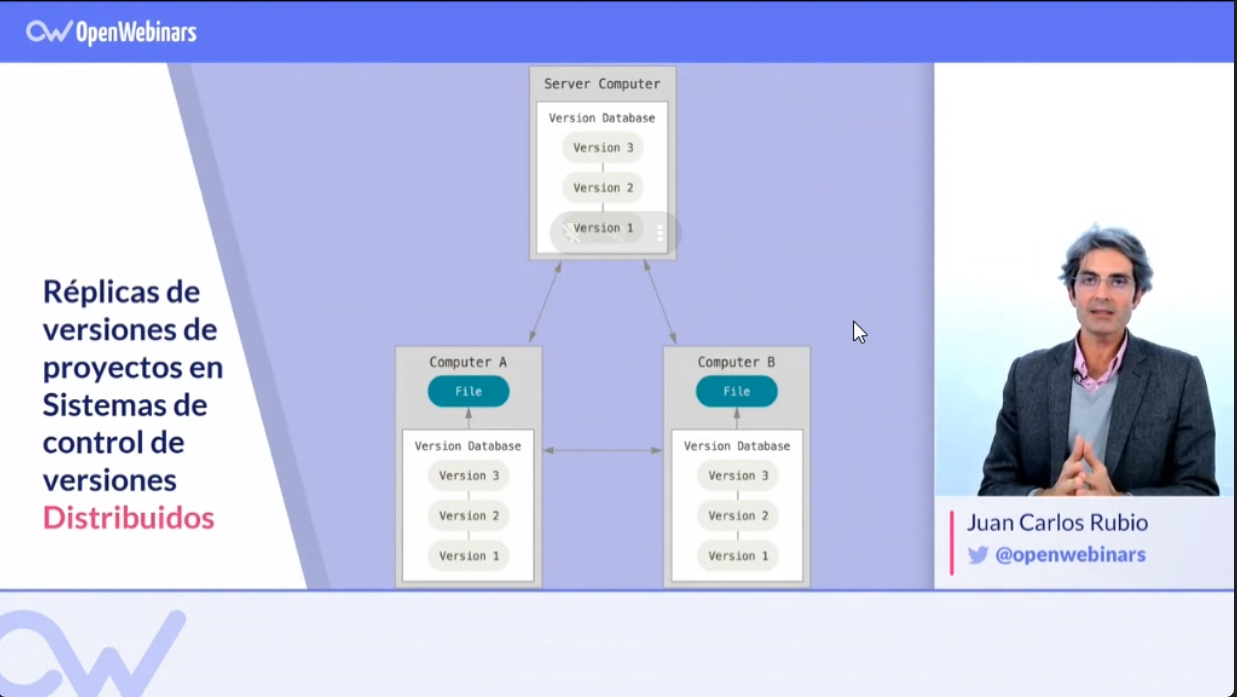 OpenWebinars
Réplicas de
versiones de
proyectos en
Sistemas de
control de
versiones
Distribuidos
Server Computer
Version Database
Version 3
Version 2
Version 1
Computer A
File
Version Database
Version 3
Version 2
Version 1
Computer B
File
Version Database
Version 3
Version 2
Version 1
Juan Carlos Rubio
@openwebinars